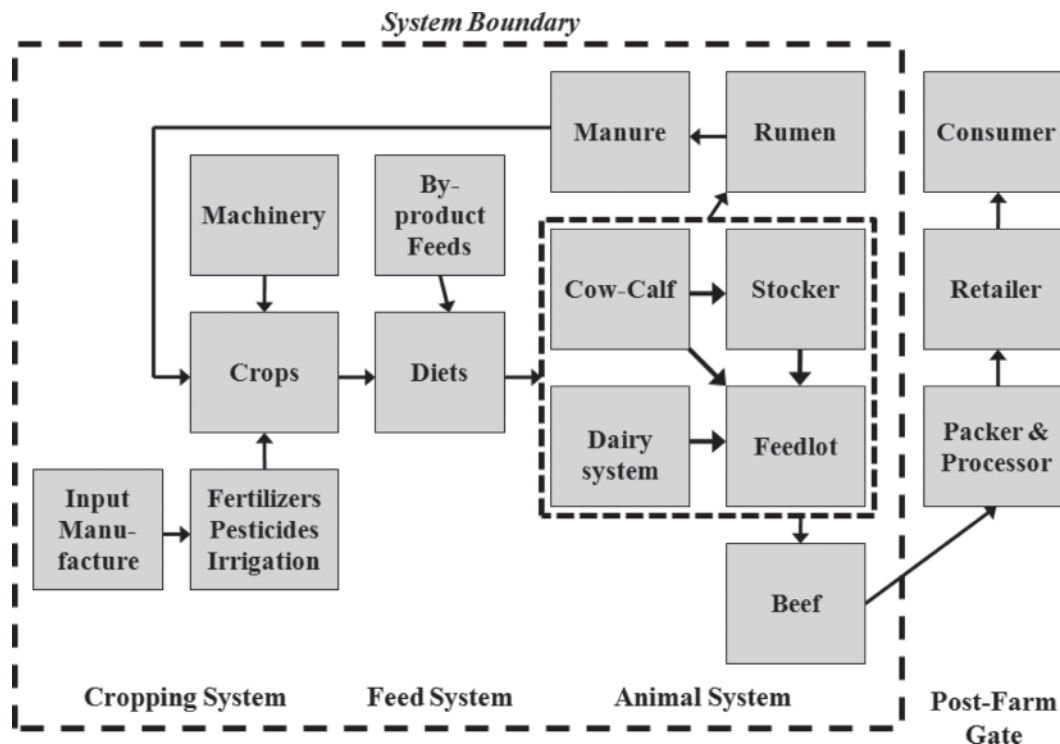 System Boundary
Manure
Rumen
Consumer
Machinery
By-
product
Feeds
Cow-Calf
Stocker
Retailer
Crops
Diets
Dairy
system
Feedlot
Packer &
Processor
Input
Manu-
facture
Fertilizers
Pesticides
Irrigation
Beef
Cropping System
Feed System
Animal System
Post-Farm
Gate